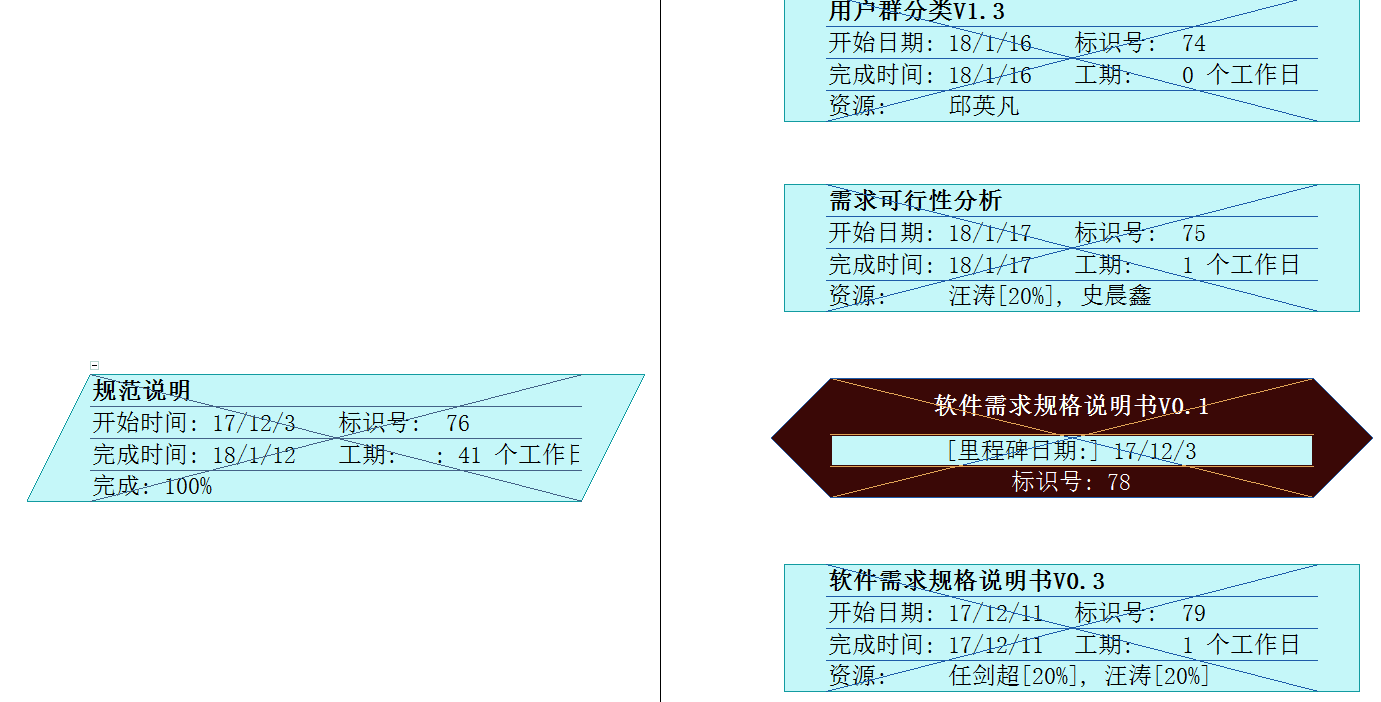 用户群分类V1.3
开始日期: 18/1/16 标识号: 74
完成时间: 18/1/16 工期: 0 个工作日
资源: 邱英凡
需求可行性分析
开始日期: 18/1/17 标识号: 75
完成时间: 18/1/17 工期: 1 个工作日
资源: 汪涛[20%], 史晨鑫
规范说明
开始时间: 17/12/3 标识号: 76
完成时间: 18/1/12 工期: : 41 个工作日
完成: 100%
软件需求规格说明书V0.1
[里程碑日期:] 17/12/3
标识号: 78
软件需求规格说明书V0.3
开始日期: 17/12/11 标识号: 79
完成时间: 17/12/11 工期: 1 个工作日
资源: 任剑超[20%], 汪涛[20%]